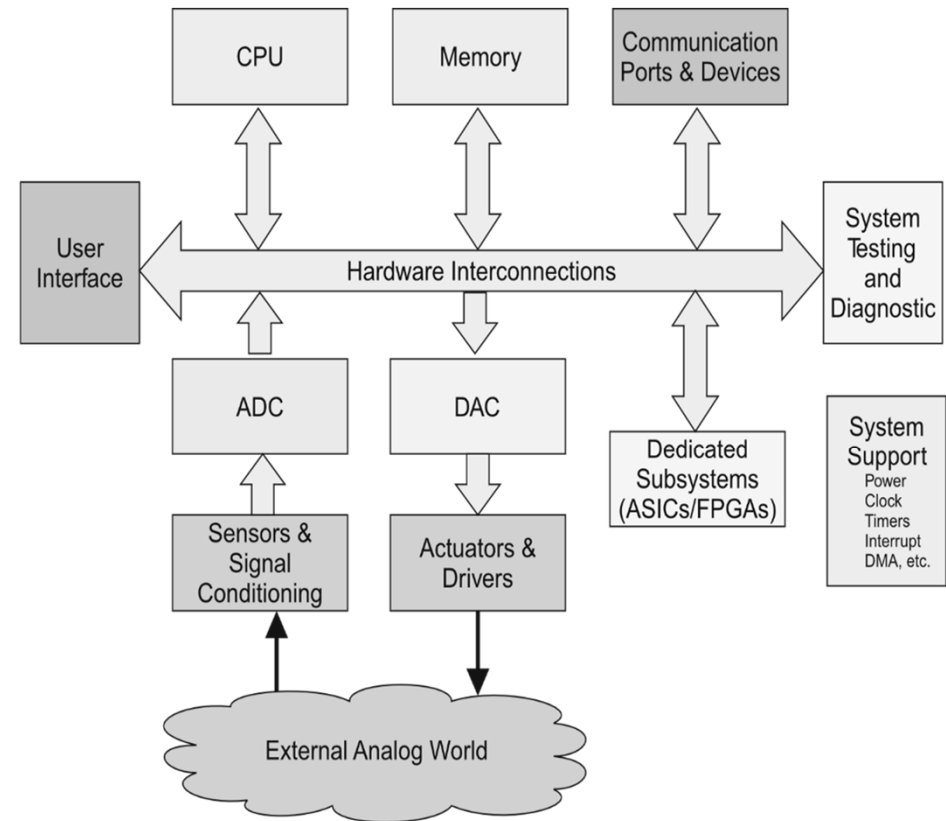 CPU
Memory
Communication
Ports & Devices
User
Interface
Hardware Interconnections
System
Testing
and
Diagnostic
ADC
DAC
Dedicated
Subsystems
(ASICs/FPGAs)
System
Support
Power
Clock
Timers
Interrupt
DMA, etc.
Sensors &
Signal
Conditioning
Actuators &
Drivers
External Analog World